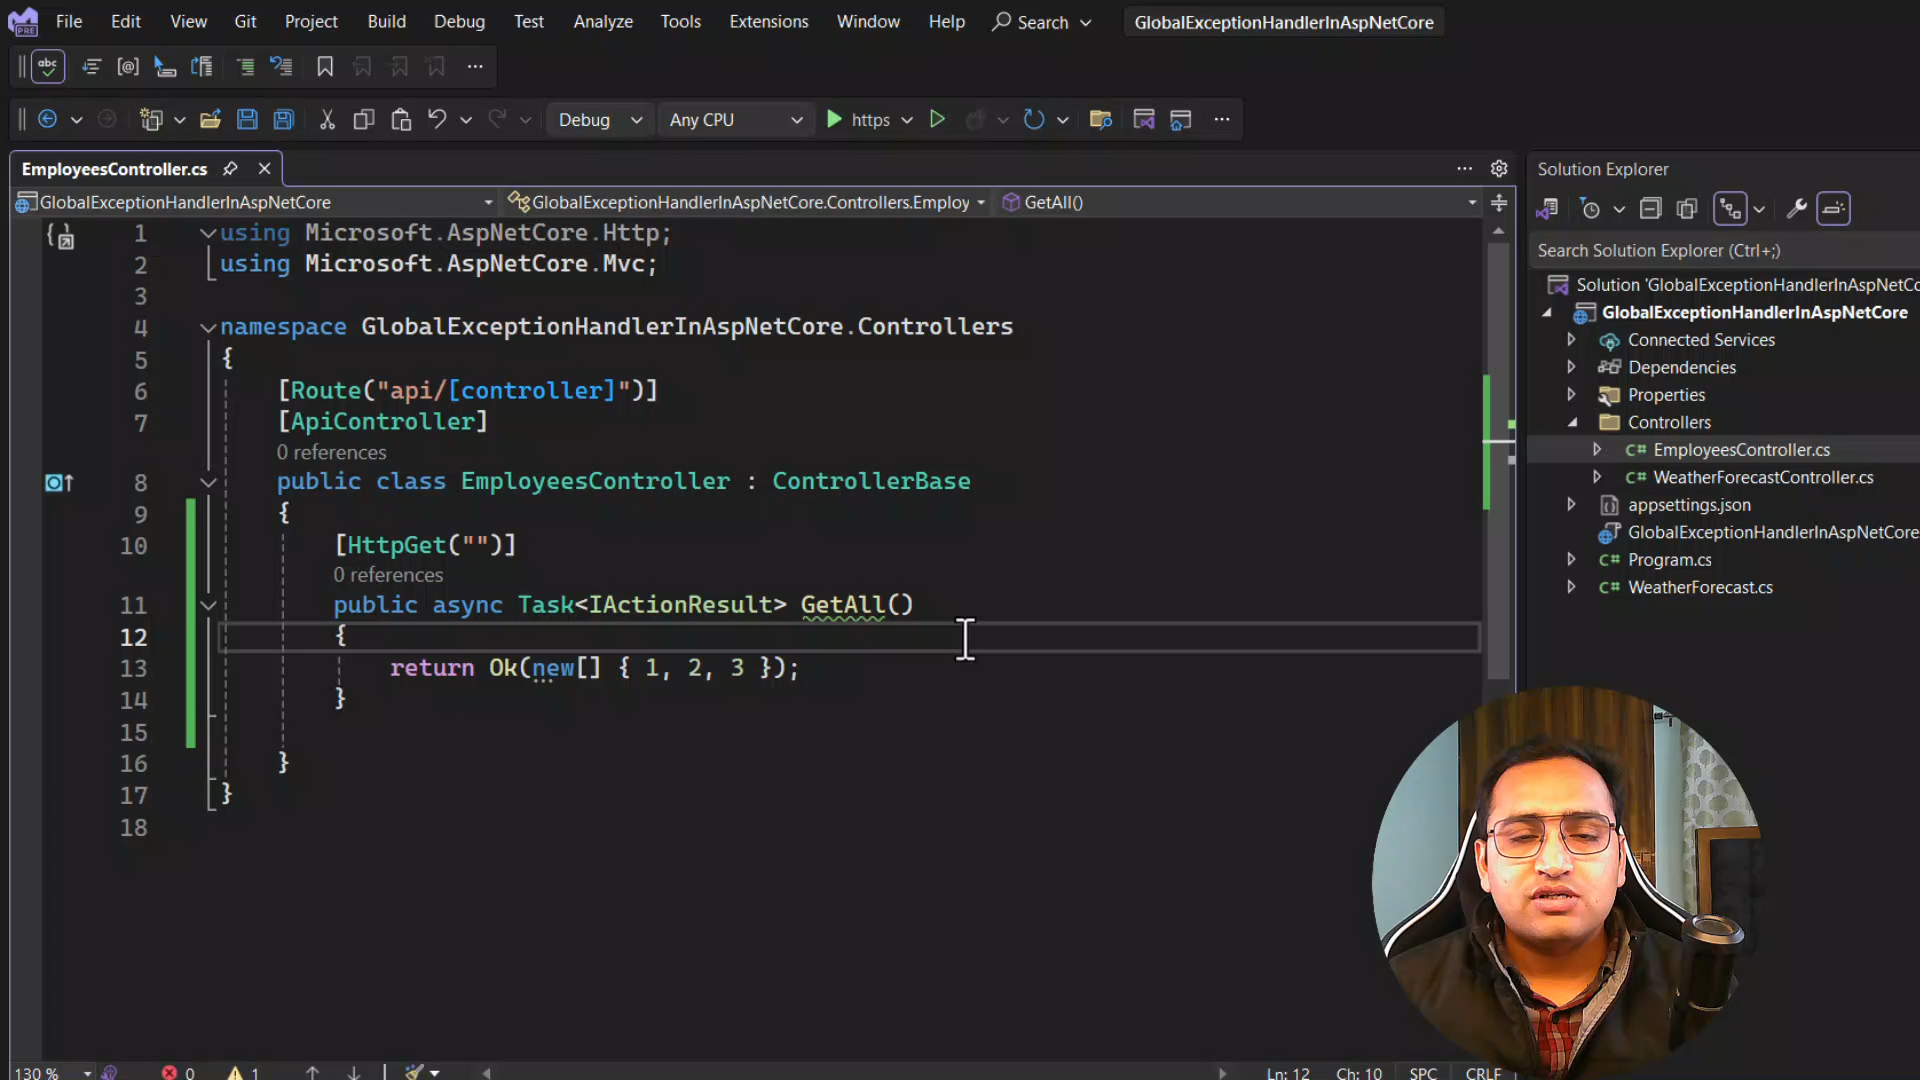 File Edit View Git Project Build Debug Test Analyze Tools Extensions Window Help Search GlobalExceptionHandlerInAspNetCore
Debug Any CPU https
EmployeesController.cs
GlobalExceptionHandlerInAspNetCore GlobalExceptionHandlerInAspNetCore.Controllers.Employ GetAll()
1 using Microsoft.AspNetCore.Http;
2 using Microsoft.AspNetCore.Mvc;
3
4 namespace GlobalExceptionHandlerInAspNetCore.Controllers
5 {
6 [Route("api/[controller]")]
7 [ApiController]
0 references
8 public class EmployeesController : ControllerBase
9 {
10 [HttpGet("")]
0 references
11 public async Task<IActionResult> GetAll()
12 {
13 return Ok(new[] { 1, 2, 3 });
14 }
15
16 }
17 }
18
130 % 0 1 Ln: 12 Ch: 10 SPC CRLF
Solution Explorer
Search Solution Explorer (Ctrl+;)
Solution 'GlobalExceptionHandlerInAspNetCo
GlobalExceptionHandlerInAspNetCore
Connected Services
Dependencies
Properties
Controllers
C# EmployeesController.cs
C# WeatherForecastController.cs
appsettings.json
GlobalExceptionHandlerInAspNetCore
C# Program.cs
C# WeatherForecast.cs